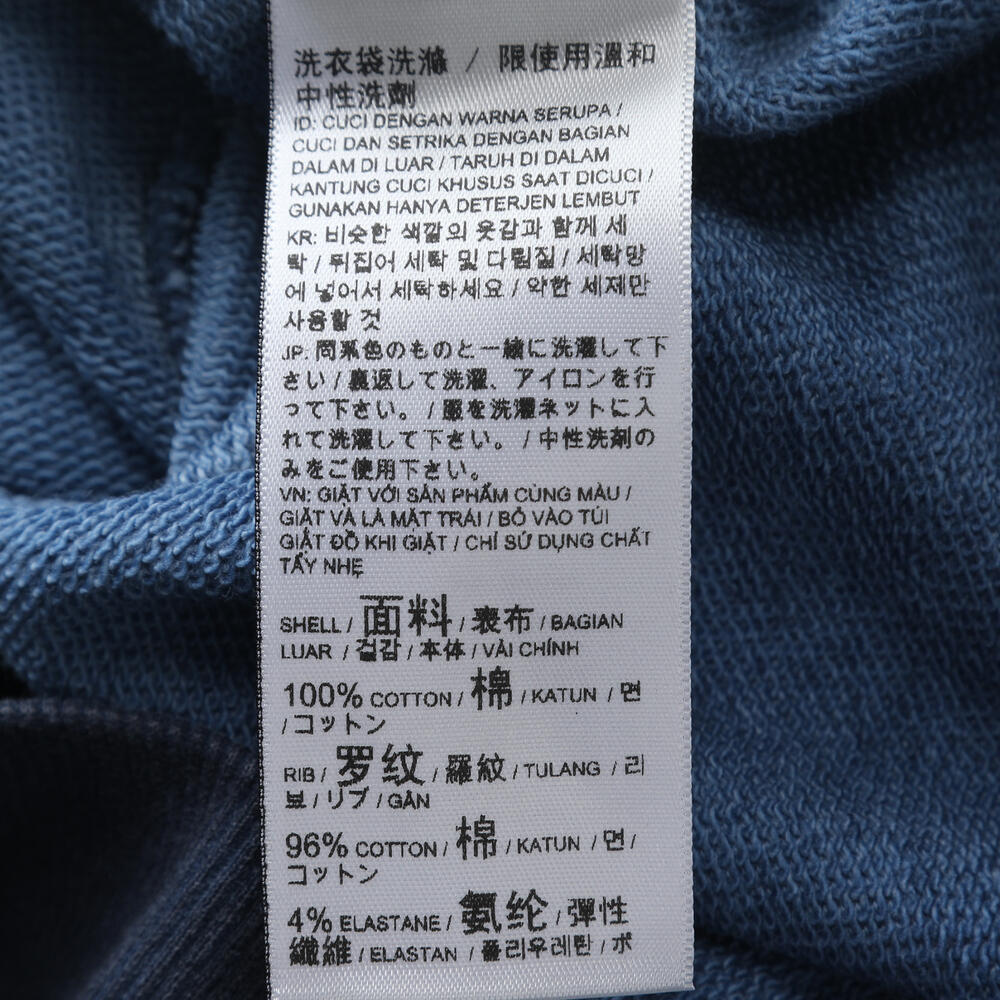 洗衣袋洗滌 / 限使用溫和
中性洗劑
ID: CUCI DENGAN WARNA SERUPA /
CUCI DAN SETRIKA DENGAN BAGIAN
DALAM DI LUAR / TARUH DI DALAM
KANTUNG CUCI KHUSUS SAAT DICUCI /
GUNAKAN HANYA DETERJEN LEMBUT
KR: 비슷한 색깔의 옷감과 함께 세
탁 / 뒤집어 세탁 및 다림질 / 세탁망
에 넣어서 세탁하세요 / 약한 세제만
사용할 것
JP: 同系色のものと一緒に洗濯して下
さい / 裏返して洗濯、アイロンを行
って下さい。 / 服を洗濯ネットに入
れて洗濯して下さい。 / 中性洗剤の
みをご使用下さい。
VN: GIẶT VỚI SẢN PHẨM CÙNG MÀU /
GIẶT VÀ LÀ MẶT TRÁI / BỎ VÀO TÚI
GIẶT ĐỒ KHI GIẶT / CHỈ SỬ DỤNG CHẤT
TẨY NHẸ
SHELL / 面料 / 表布 / BAGIAN
LUAR / 겉감 / 本体 / VẢI CHÍNH
100% COTTON / 棉 / KATUN / 면
/ コットン
RIB / 罗纹 / 羅紋 / TULANG / 리
브 / リブ / GÂN
96% COTTON / 棉 / KATUN / 면 /
コットン
4% ELASTANE / 氨纶 / 彈性
纖維 / ELASTAN / 폴리우레탄 / ポ